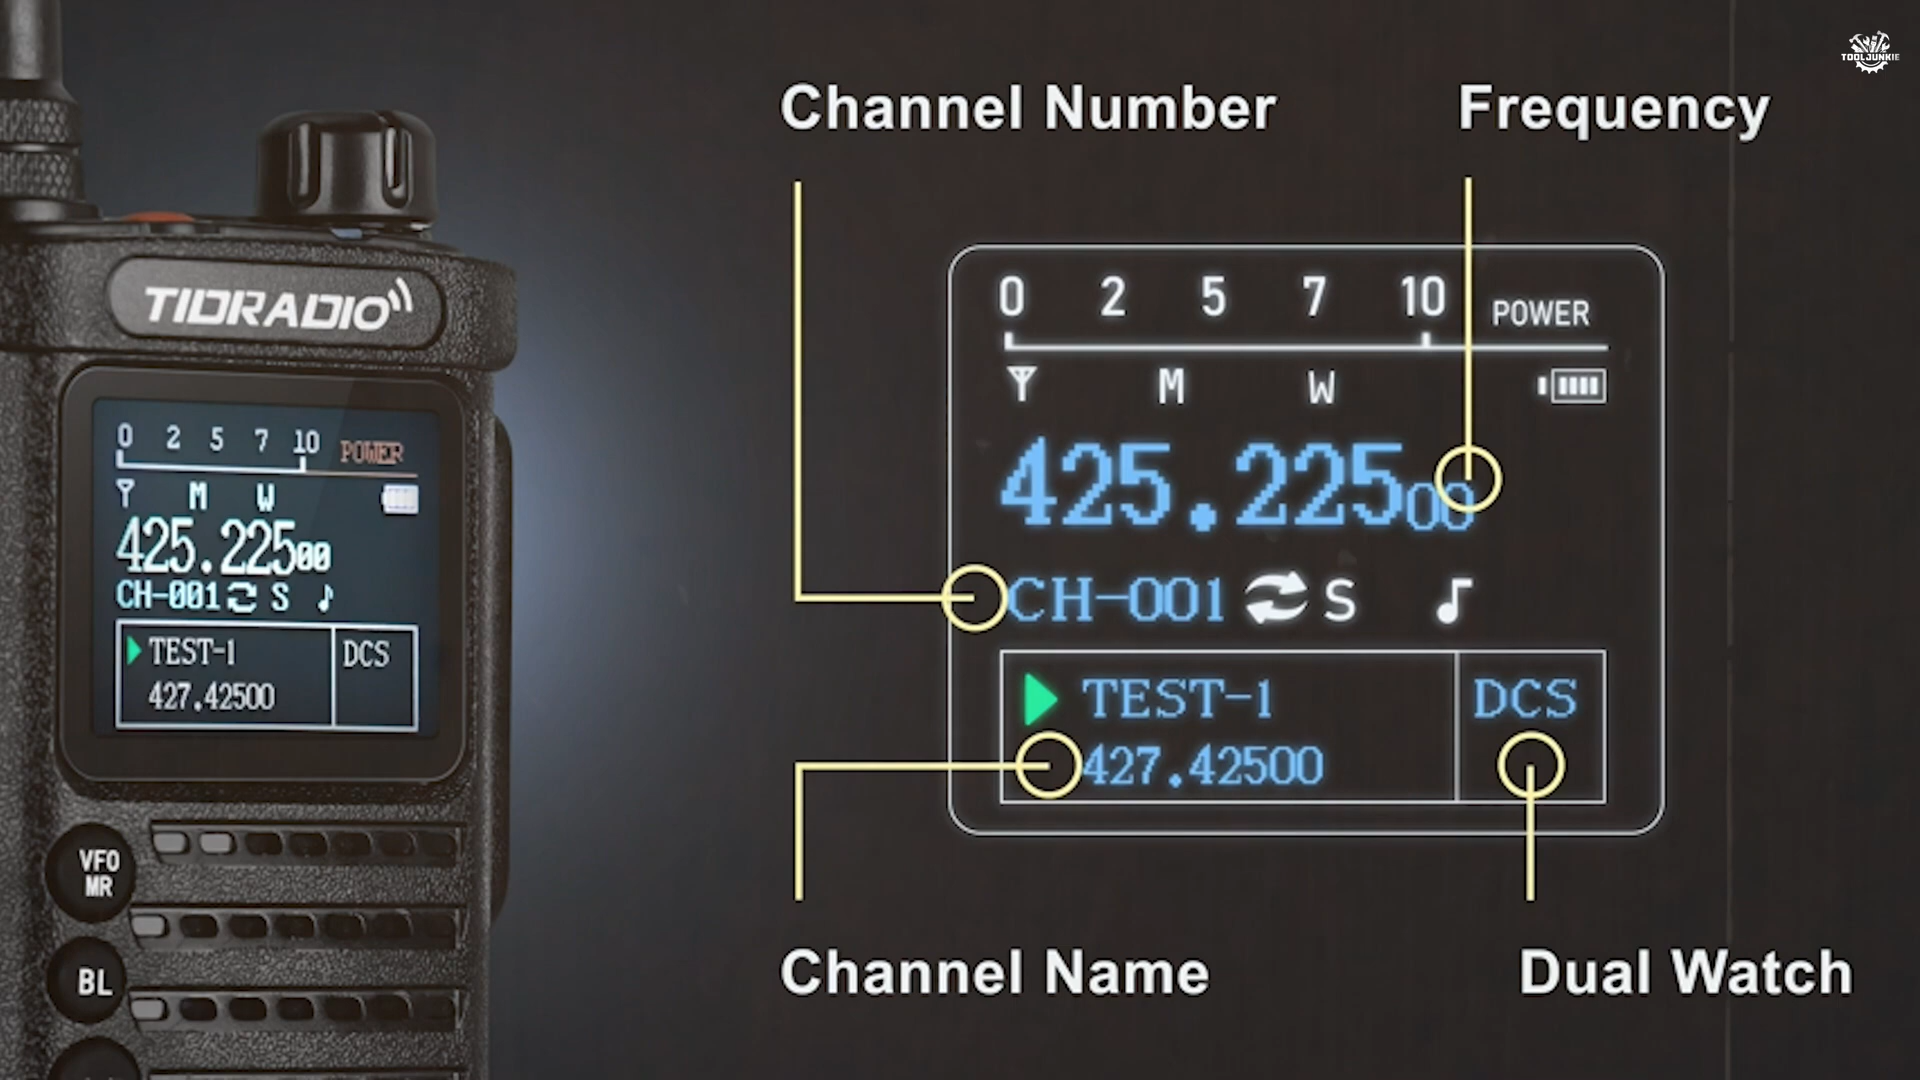 TOOLJUNKIE
Channel Number
Frequency
TIDRADIO
0 2 5 7 10 POWER
M W
425.22500
CH-001 S
TEST-1 DCS
427.42500
VFO
MR
BL
0 2 5 7 10 POWER
M W
425.22500
CH-001 S
TEST-1 DCS
427.42500
Channel Name
Dual Watch